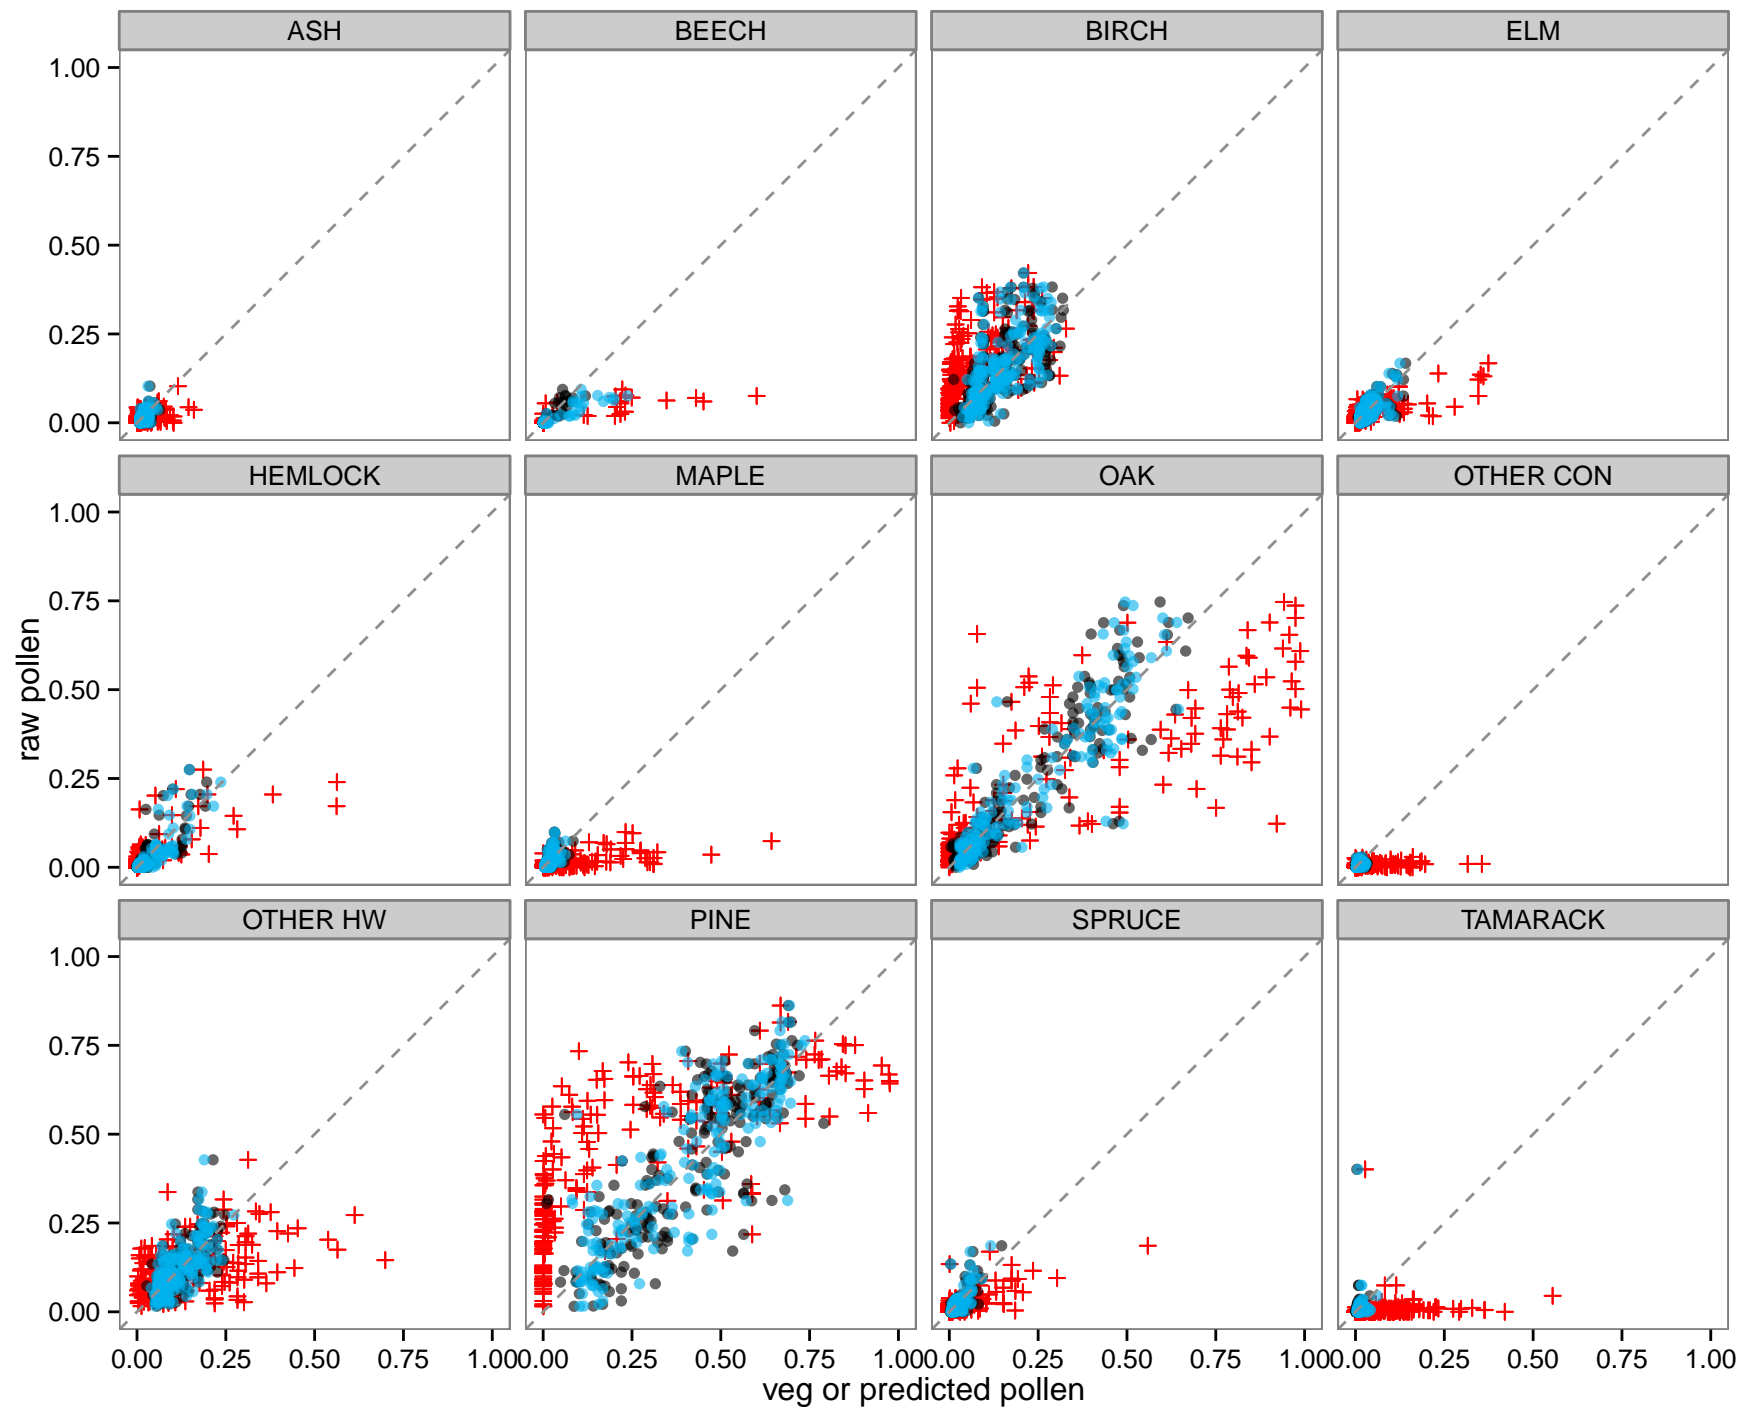 ASH BEECH BIRCH ELM
1.00
0.75
0.50
0.25
0.00
HEMLOCK MAPLE OAK OTHER CON
1.00
0.75
0.50
0.25
0.00
raw pollen
OTHER HW PINE SPRUCE TAMARACK
1.00
0.75
0.50
0.25
0.00
0.00 0.25 0.50 0.75 1.00 0.00 0.25 0.50 0.75 1.00 0.00 0.25 0.50 0.75 1.00 0.00 0.25 0.50 0.75 1.00
veg or predicted pollen